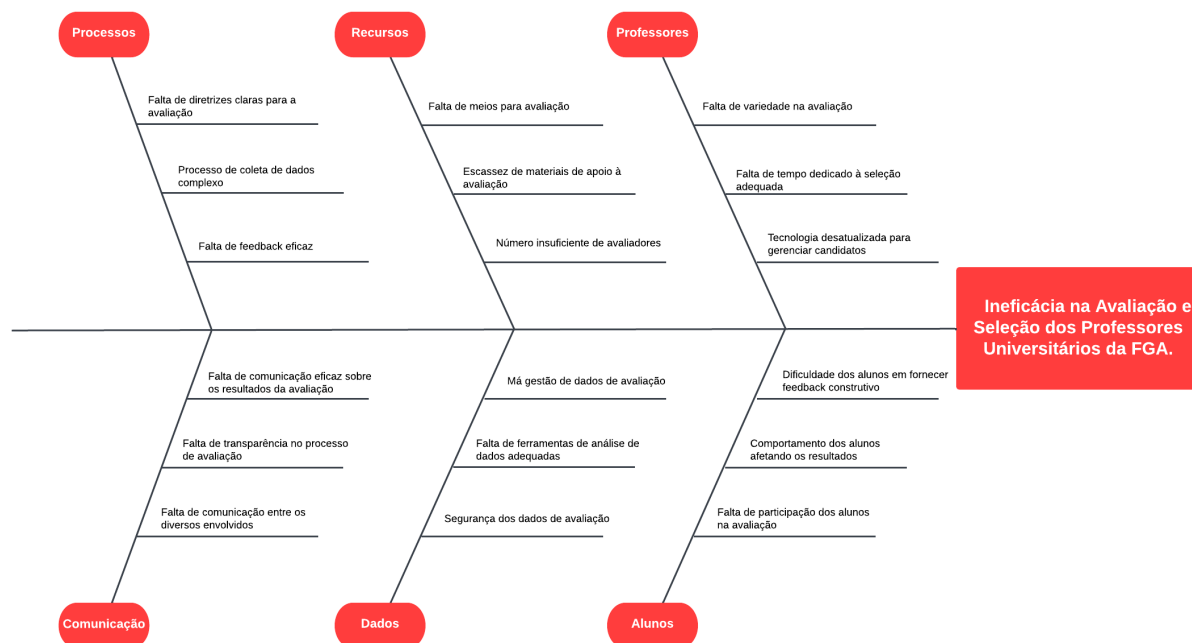 Processos
Recursos
Professores
Falta de diretrizes claras para a
avaliação
Processo de coleta de dados
complexo
Falta de feedback eficaz
Falta de meios para avaliação
Escassez de materiais de apoio à
avaliação
Número insuficiente de avaliadores
Falta de variedade na avaliação
Falta de tempo dedicado à seleção
adequada
Tecnologia desatualizada para
gerenciar candidatos
Ineficácia na Avaliação e
Seleção dos Professores
Universitários da FGA.
Falta de comunicação eficaz sobre
os resultados da avaliação
Falta de transparência no processo
de avaliação
Falta de comunicação entre os
diversos envolvidos
Má gestão de dados de avaliação
Falta de ferramentas de análise de
dados adequadas
Segurança dos dados de avaliação
Dificuldade dos alunos em fornecer
feedback construtivo
Comportamento dos alunos
afetando os resultados
Falta de participação dos alunos
na avaliação
Comunicação
Dados
Alunos